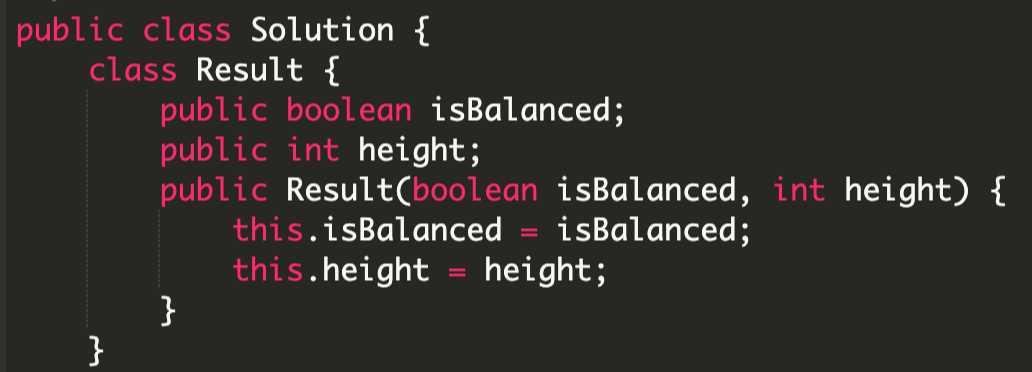 public class Solution {
    class Result {
        public boolean isBalanced;
        public int height;
        public Result(boolean isBalanced, int height) {
            this.isBalanced = isBalanced;
            this.height = height;
        }
    }